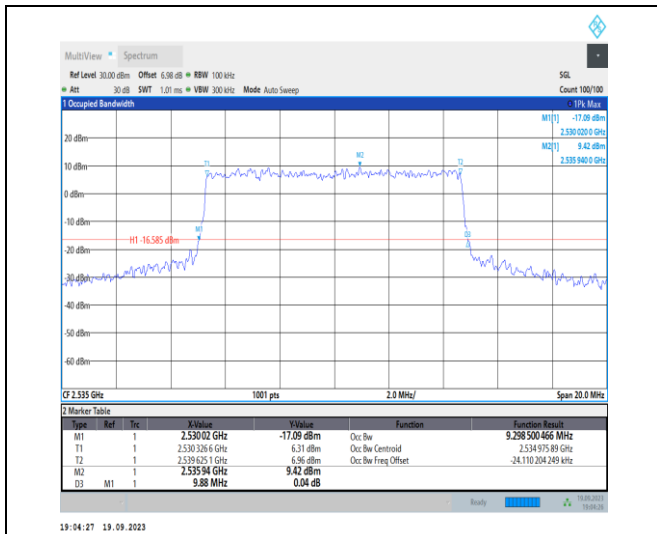 MultiView Spectrum
Ref Level 30.00 dBm Offset 6.98 dB RBW 100 kHz SGL
Att 30 dB SWT 1.01 ms VBW 300 kHz Mode Auto Sweep Count 100/100
1 Occupied Bandwidth 1Pk Max
M1[1] -17.09 dBm
2.530 020 0 GHz
M2[1] 9.42 dBm
2.535 940 0 GHz
20 dBm
T1 M2 T2
10 dBm
0 dBm
-10 dBm
M1 D3
H1 -16.585 dBm
-30 dBm
-40 dBm
-50 dBm
-60 dBm
CF 2.535 GHz 1001 pts 2.0 MHz/ Span 20.0 MHz
2 Marker Table
Type Ref Trc X-Value Y-Value Function Function Result
M1 1 2.53002 GHz -17.09 dBm Occ Bw 9.298 500 466 MHz
T1 1 2.530 326 6 GHz 6.31 dBm Occ Bw Centroid 2.534 975 89 GHz
T2 1 2.539 625 1 GHz 6.96 dBm Occ Bw Freq Offset -24.110 204 249 kHz
M2 1 2.53594 GHz 9.42 dBm
D3 M1 1 9.88 MHz 0.04 dB
Ready 19.09.2023
19:04:26
19:04:27 19.09.2023